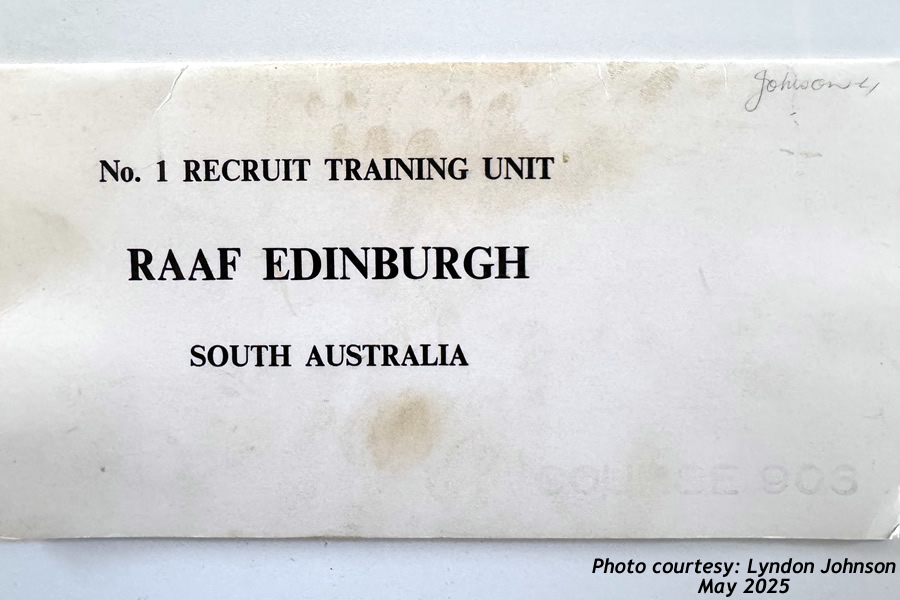 Johnson
No. 1 RECRUIT TRAINING UNIT
RAAF EDINBURGH
SOUTH AUSTRALIA
COURSE 903
Photo courtesy: Lyndon Johnson
May 2025